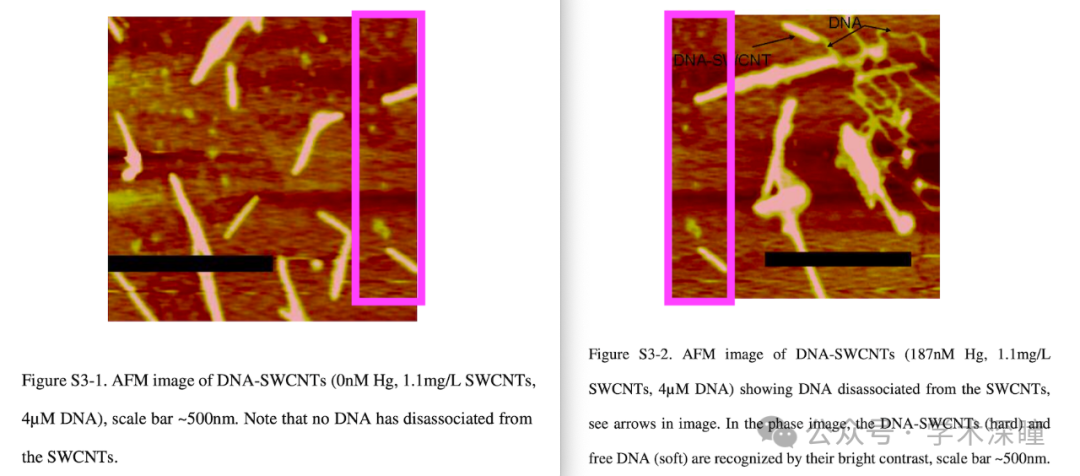 DNA
DNA-SWCNT
Figure S3-1. AFM image of DNA-SWCNTs (0nM Hg, 1.1mg/L SWCNTs,
4µM DNA), scale bar ~500nm. Note that no DNA has disassociated from
the SWCNTs.
Figure S3-2. AFM image of DNA-SWCNTs (187nM Hg, 1.1mg/L
SWCNTs, 4µM DNA) showing DNA disassociated from the SWCNTs,
see arrows in image. In the phase image, the DNA-SWCNTs (hard) and
free DNA (soft) are recognized by their bright contrast, scale bar ~500nm.
公众号 · 学术深瞳